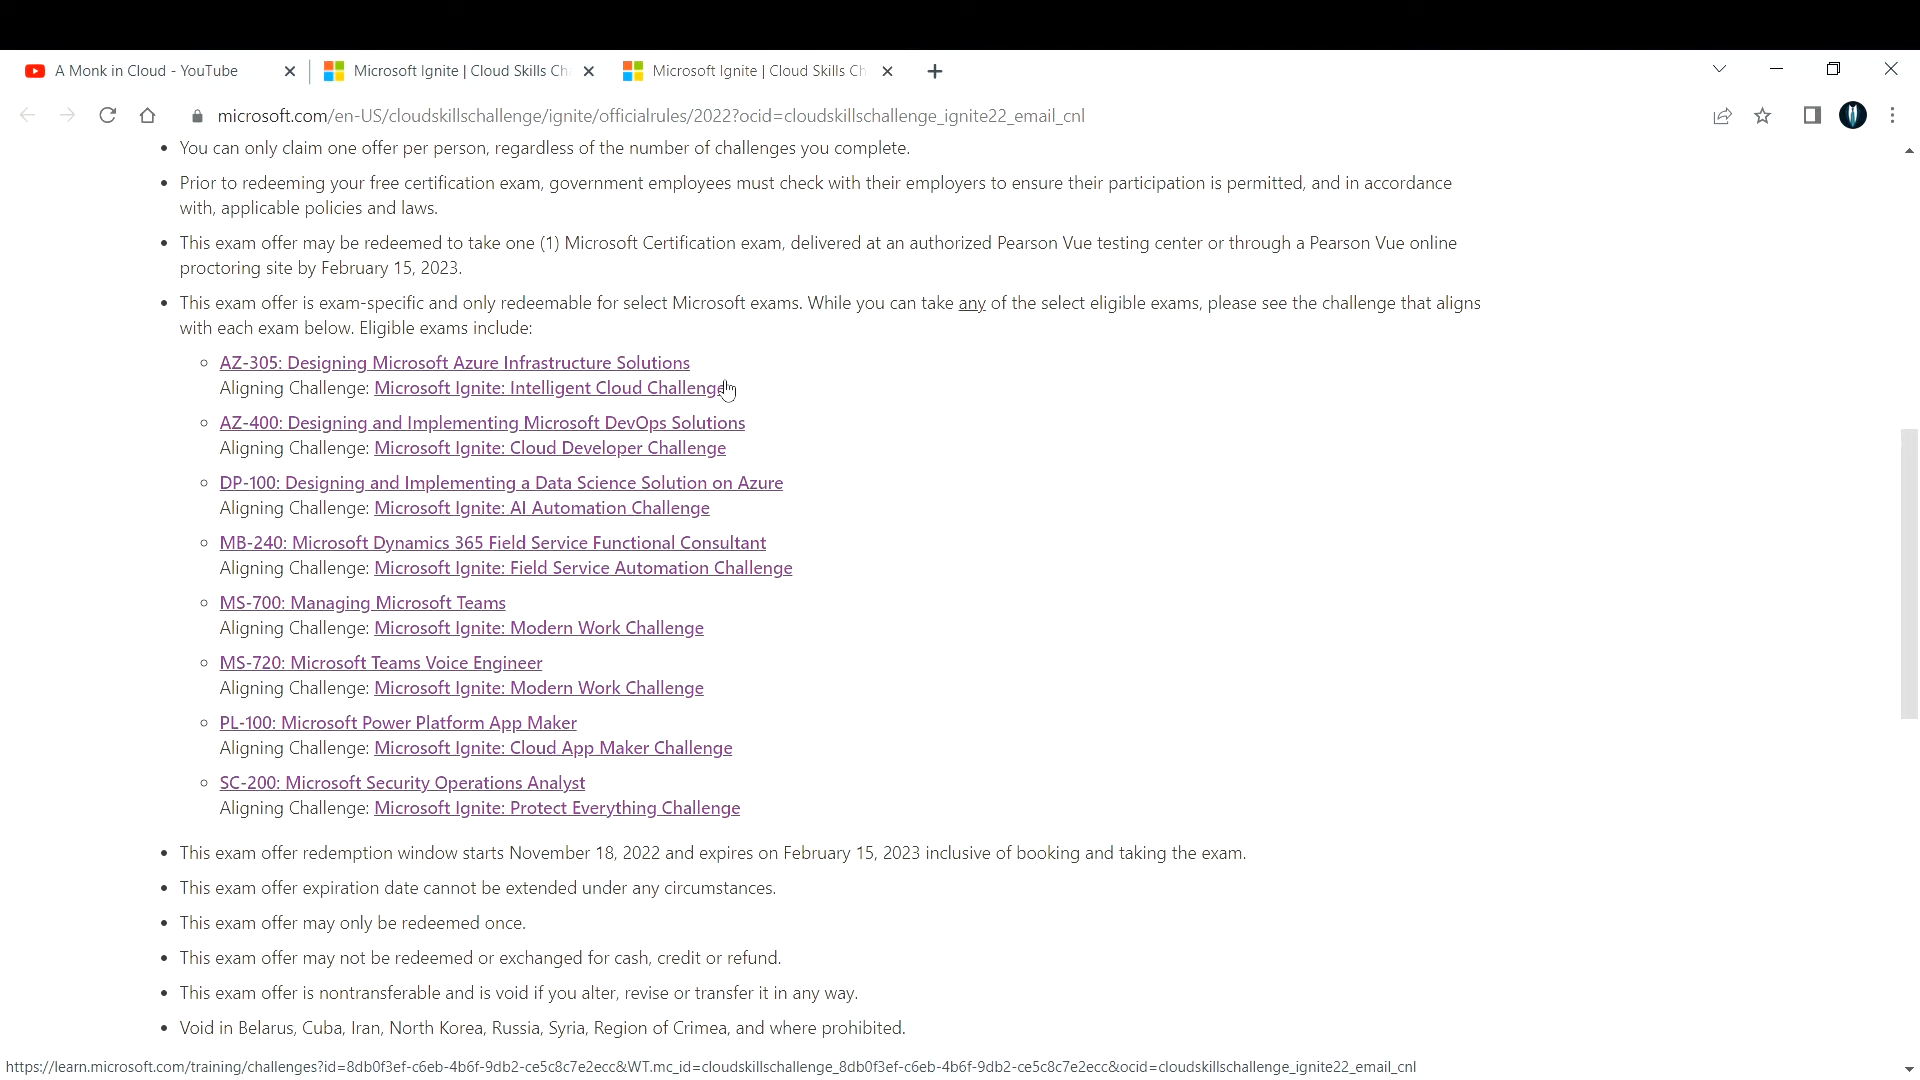 A Monk in Cloud - YouTube
Microsoft Ignite | Cloud Skills Ch
Microsoft Ignite | Cloud Skills Ch
microsoft.com/en-US/cloudskillschallenge/ignite/officialrules/2022?ocid=cloudskillschallenge_ignite22_email_cnl
• You can only claim one offer per person, regardless of the number of challenges you complete.
• Prior to redeeming your free certification exam, government employees must check with their employers to ensure their participation is permitted, and in accordance
with, applicable policies and laws.
• This exam offer may be redeemed to take one (1) Microsoft Certification exam, delivered at an authorized Pearson Vue testing center or through a Pearson Vue online
proctoring site by February 15, 2023.
• This exam offer is exam-specific and only redeemable for select Microsoft exams. While you can take any of the select eligible exams, please see the challenge that aligns
with each exam below. Eligible exams include:
◦ AZ-305: Designing Microsoft Azure Infrastructure Solutions
Aligning Challenge: Microsoft Ignite: Intelligent Cloud Challenge
◦ AZ-400: Designing and Implementing Microsoft DevOps Solutions
Aligning Challenge: Microsoft Ignite: Cloud Developer Challenge
◦ DP-100: Designing and Implementing a Data Science Solution on Azure
Aligning Challenge: Microsoft Ignite: AI Automation Challenge
◦ MB-240: Microsoft Dynamics 365 Field Service Functional Consultant
Aligning Challenge: Microsoft Ignite: Field Service Automation Challenge
◦ MS-700: Managing Microsoft Teams
Aligning Challenge: Microsoft Ignite: Modern Work Challenge
◦ MS-720: Microsoft Teams Voice Engineer
Aligning Challenge: Microsoft Ignite: Modern Work Challenge
◦ PL-100: Microsoft Power Platform App Maker
Aligning Challenge: Microsoft Ignite: Cloud App Maker Challenge
◦ SC-200: Microsoft Security Operations Analyst
Aligning Challenge: Microsoft Ignite: Protect Everything Challenge
• This exam offer redemption window starts November 18, 2022 and expires on February 15, 2023 inclusive of booking and taking the exam.
• This exam offer expiration date cannot be extended under any circumstances.
• This exam offer may only be redeemed once.
• This exam offer may not be redeemed or exchanged for cash, credit or refund.
• This exam offer is nontransferable and is void if you alter, revise or transfer it in any way.
• Void in Belarus, Cuba, Iran, North Korea, Russia, Syria, Region of Crimea, and where prohibited.
https://learn.microsoft.com/training/challenges?id=8db0f3ef-c6eb-4b6f-9db2-ce5c8c7e2ecc&WT.mc_id=cloudskillschallenge_8db0f3ef-c6eb-4b6f-9db2-ce5c8c7e2ecc&ocid=cloudskillschallenge_ignite22_email_cnl